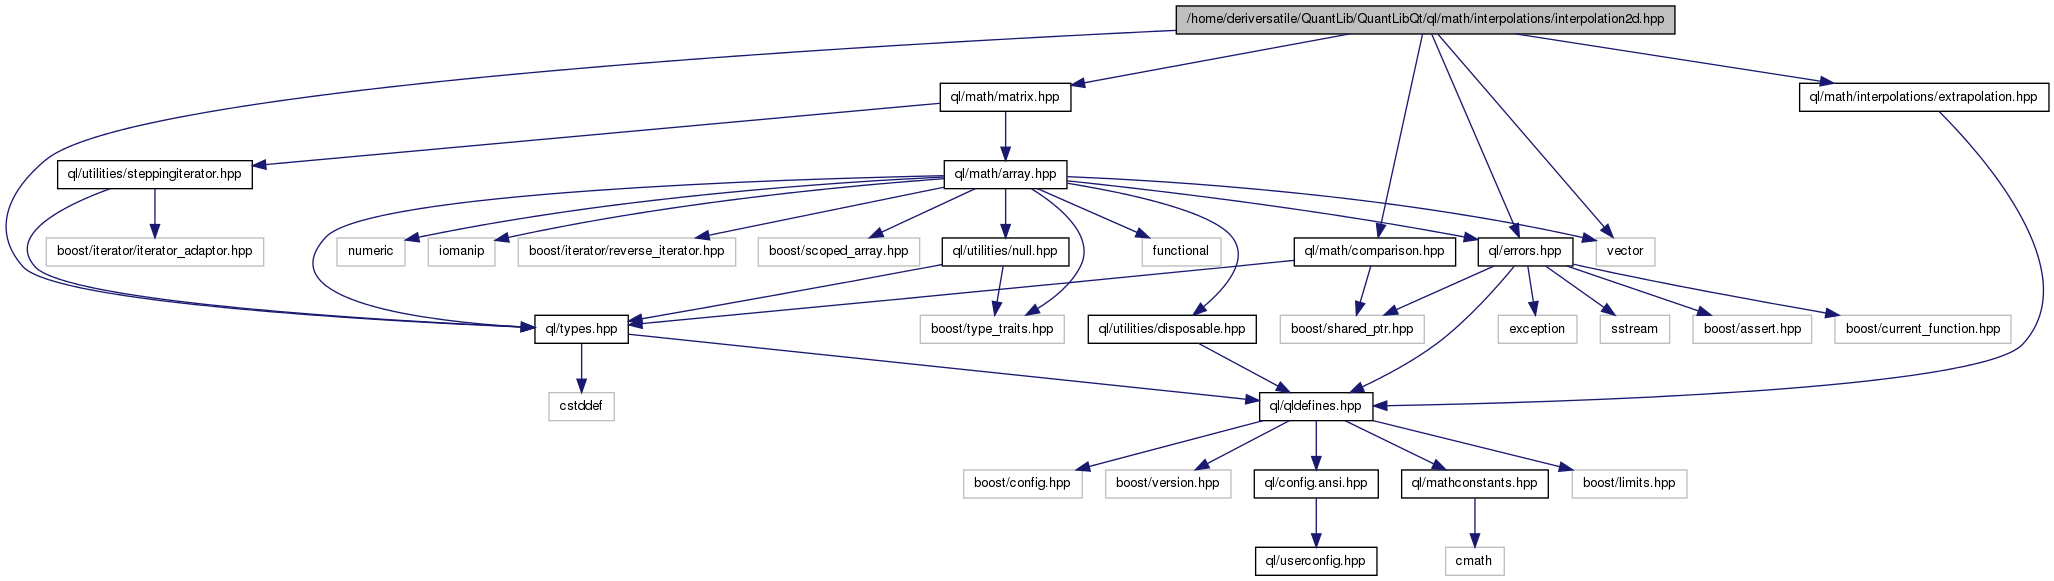 /home/deriversatile/QuantLib/QuantLibQt/ql/math/interpolations/interpolation2d.hpp
ql/math/matrix.hpp
ql/math/interpolations/extrapolation.hpp
ql/utilities/steppingiterator.hpp
ql/math/array.hpp
boost/iterator/iterator_adaptor.hpp
numeric
iomanip
boost/iterator/reverse_iterator.hpp
boost/scoped_array.hpp
ql/utilities/null.hpp
functional
ql/math/comparison.hpp
ql/errors.hpp
vector
ql/types.hpp
boost/type_traits.hpp
ql/utilities/disposable.hpp
boost/shared_ptr.hpp
exception
sstream
boost/assert.hpp
boost/current_function.hpp
cstddef
ql/qldefines.hpp
boost/config.hpp
boost/version.hpp
ql/config.ansi.hpp
ql/mathconstants.hpp
boost/limits.hpp
ql/userconfig.hpp
cmath